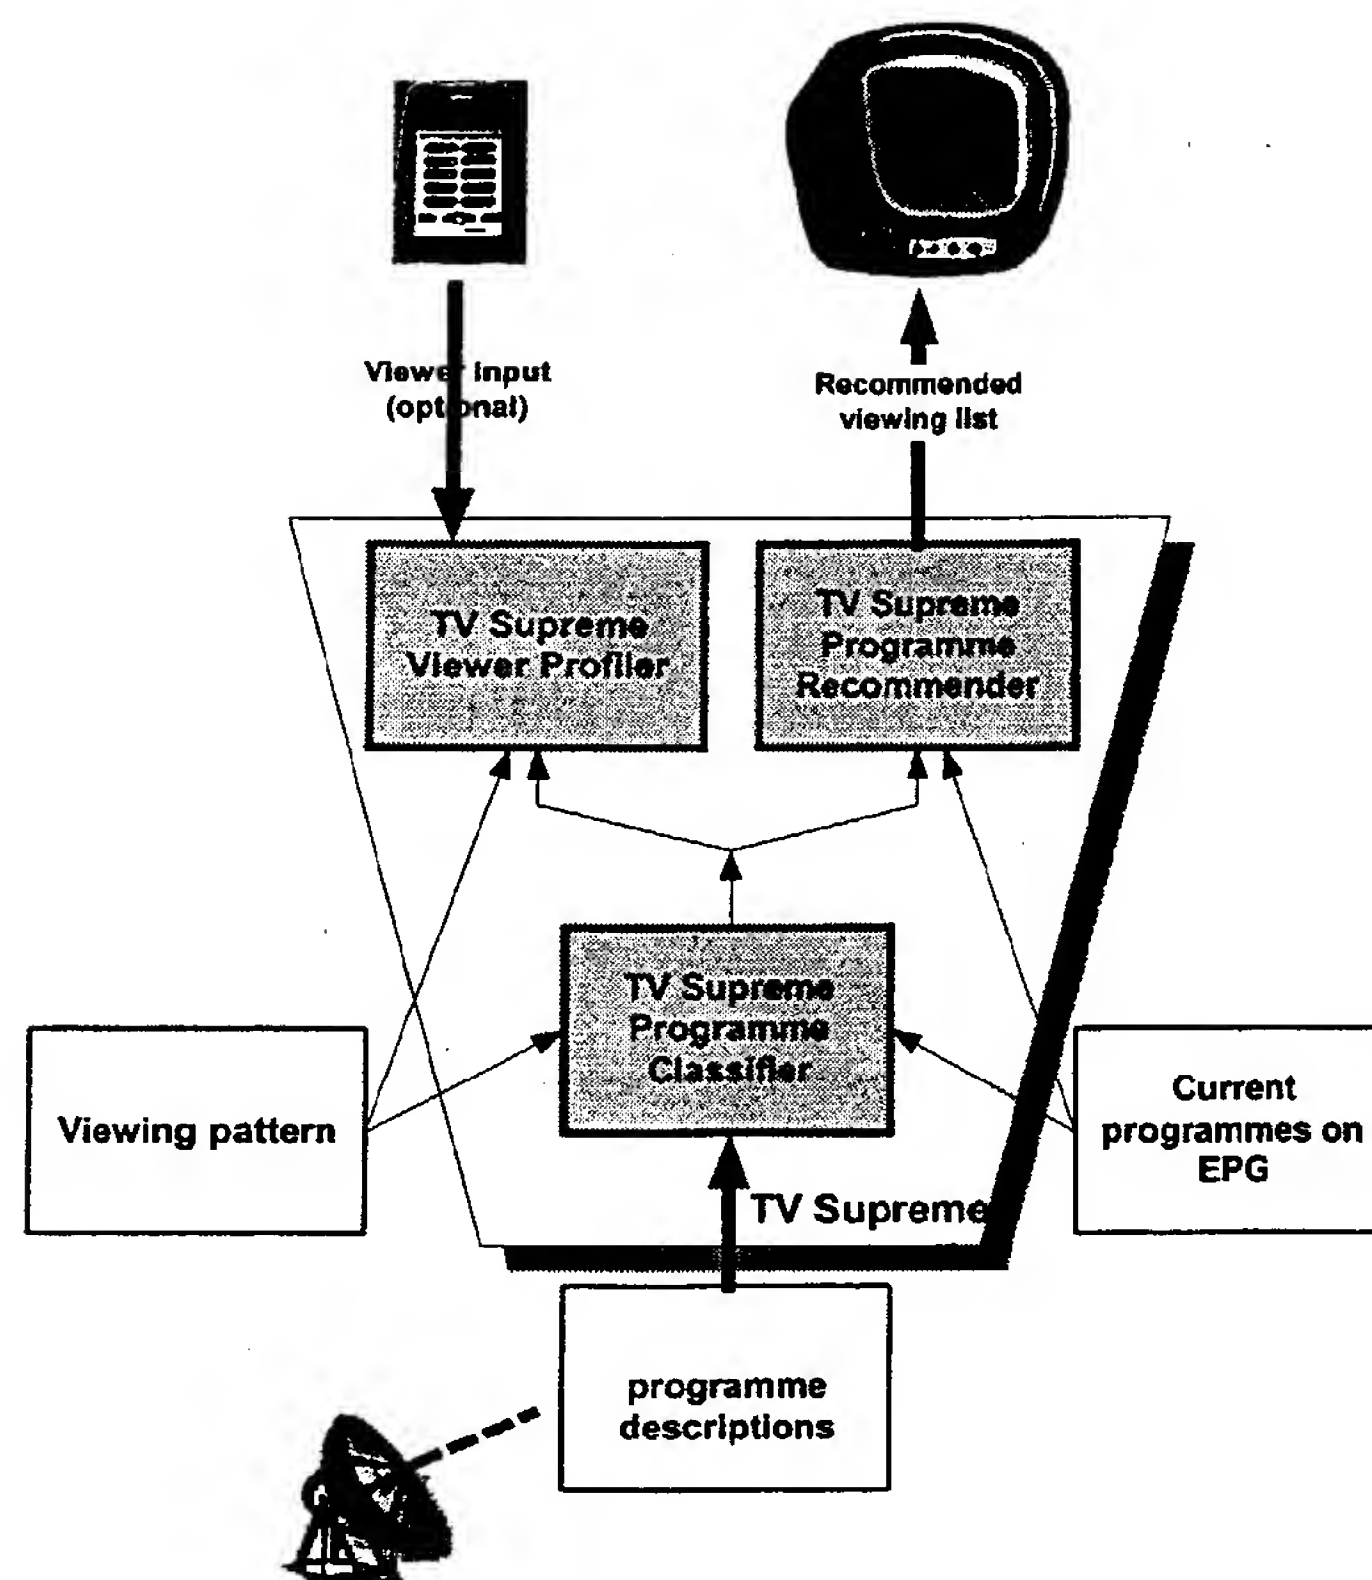 Viewer input
(optional)
Recommended
viewing list
TV Supreme
Viewer Profiler
TV Supreme
Programme
Recommender
TV Supreme
Programme
Classifier
Viewing pattern
Current
programmes on
EPG
TV Supreme
programme
descriptions